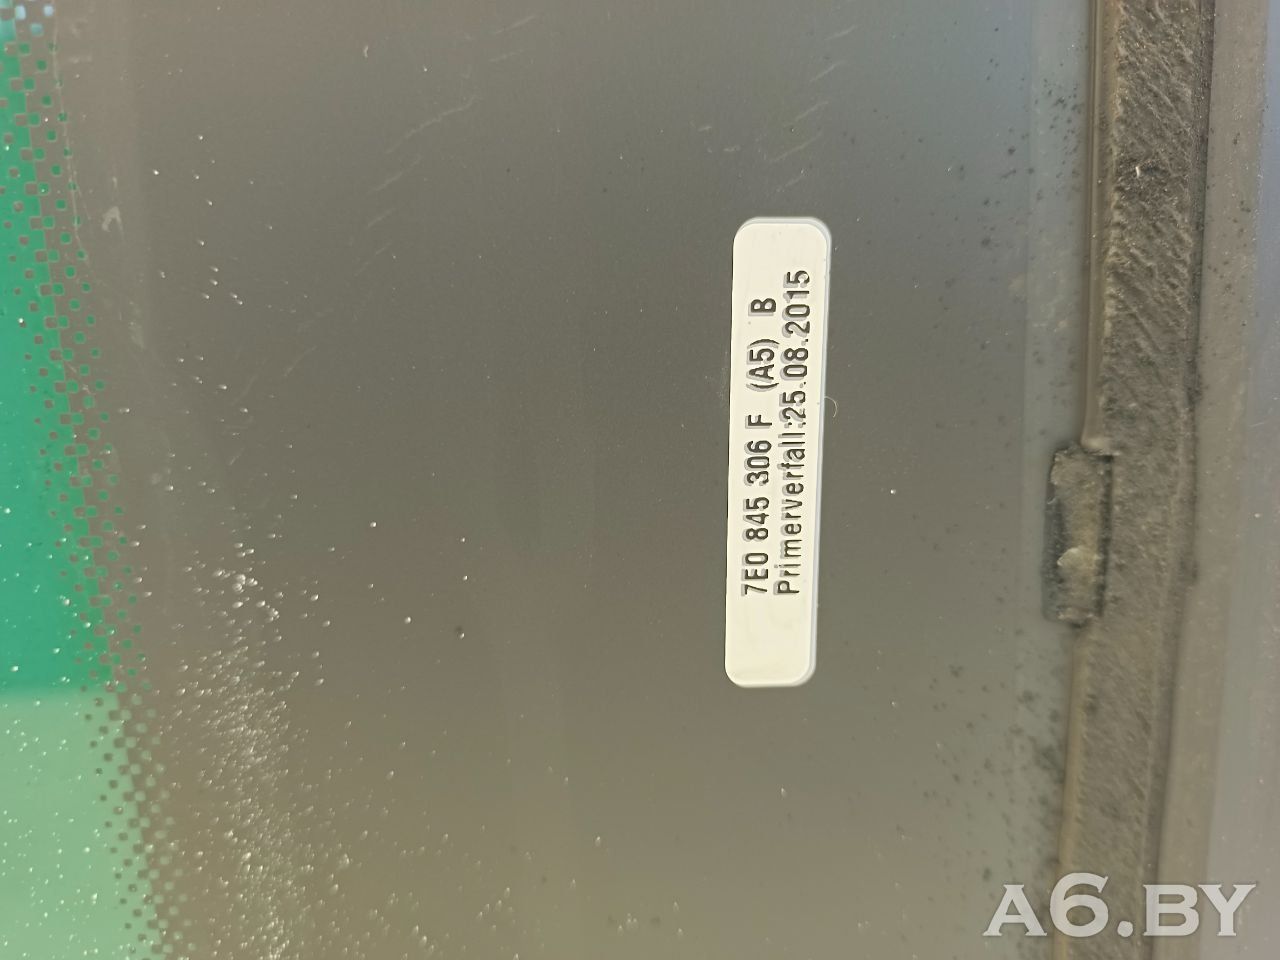 7E0 845 306 F (A5) B
Primerverfall:25.08.2015
A6.BY